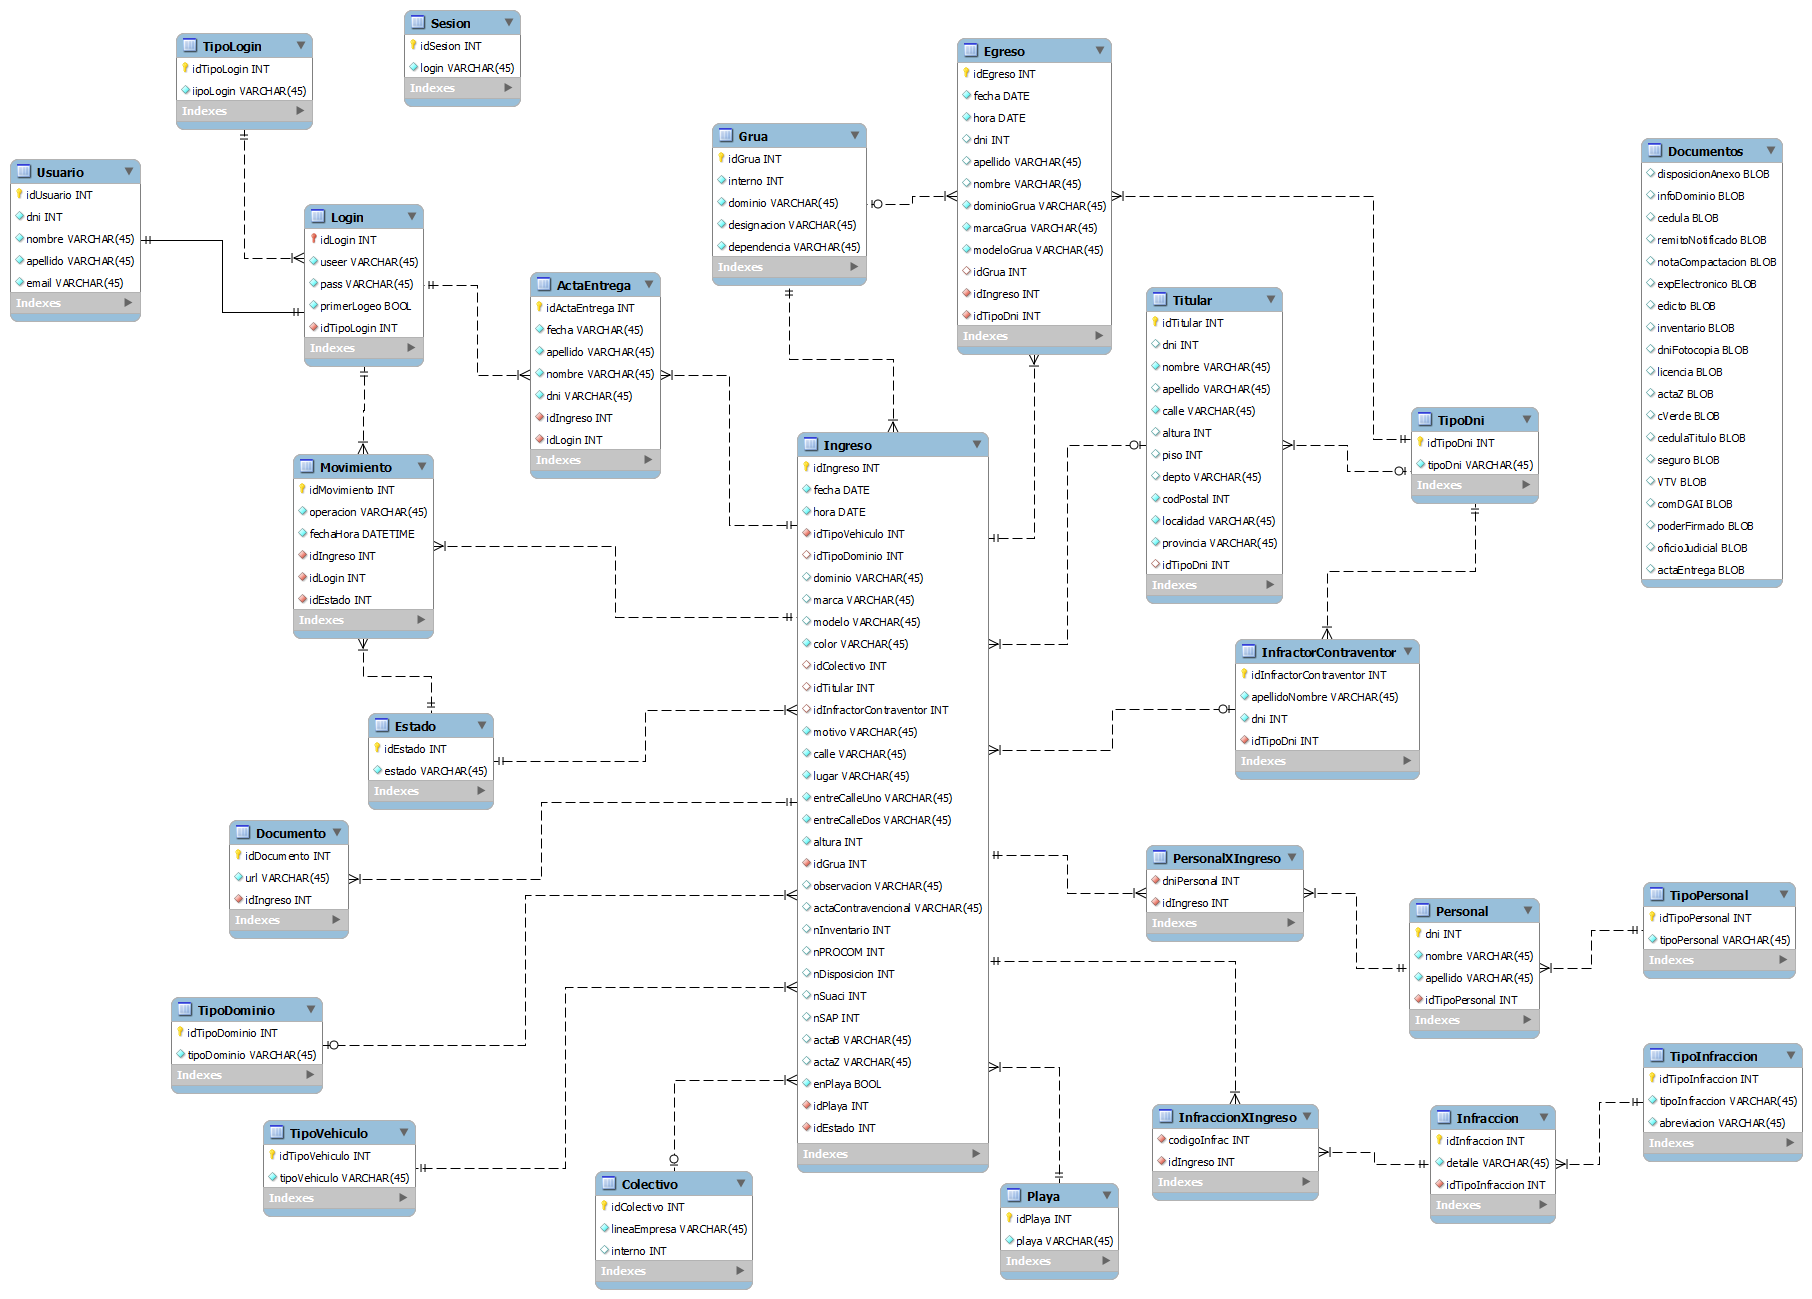 Sesion
idSesion INT
login VARCHAR(45)
Indexes
TipoLogin
idTipoLogin INT
iipoLogin VARCHAR(45)
Indexes
Usuario
idUsuario INT
dni INT
nombre VARCHAR(45)
apellido VARCHAR(45)
email VARCHAR(45)
Indexes
Login
idLogin INT
useer VARCHAR(45)
pass VARCHAR(45)
primerLogeo BOOL
idTipoLogin INT
Indexes
ActaEntrega
idActaEntrega INT
fecha VARCHAR(45)
apellido VARCHAR(45)
nombre VARCHAR(45)
dni VARCHAR(45)
idIngreso INT
idLogin INT
Indexes
Grua
idGrua INT
interno INT
dominio VARCHAR(45)
designacion VARCHAR(45)
dependencia VARCHAR(45)
Indexes
Egreso
idEgreso INT
fecha DATE
hora DATE
dni INT
apellido VARCHAR(45)
nombre VARCHAR(45)
dominioGrua VARCHAR(45)
marcaGrua VARCHAR(45)
modeloGrua VARCHAR(45)
idGrua INT
idIngreso INT
idTipoDni INT
Indexes
Titular
idTitular INT
dni INT
nombre VARCHAR(45)
apellido VARCHAR(45)
calle VARCHAR(45)
altura INT
piso INT
depto VARCHAR(45)
codPostal INT
localidad VARCHAR(45)
provincia VARCHAR(45)
idTipoDni INT
Indexes
TipoDni
idTipoDni INT
tipoDni VARCHAR(45)
Indexes
Documentos
disposicionAnexo BLOB
infoDominio BLOB
cedula BLOB
remitoNotificado BLOB
notaCompactacion BLOB
expElectronico BLOB
edicto BLOB
inventario BLOB
dniFotocopia BLOB
licencia BLOB
actaZ BLOB
cVerde BLOB
cedulaTitulo BLOB
seguro BLOB
VTV BLOB
comDGAI BLOB
poderFirmado BLOB
oficioJudicial BLOB
actaEntrega BLOB
Movimiento
idMovimiento INT
operacion VARCHAR(45)
fechaHora DATETIME
idIngreso INT
idLogin INT
idEstado INT
Indexes
Ingreso
idIngreso INT
fecha DATE
hora DATE
idTipoVehiculo INT
idTipoDominio INT
dominio VARCHAR(45)
marca VARCHAR(45)
modelo VARCHAR(45)
color VARCHAR(45)
idColectivo INT
idTitular INT
idInfractorContraventor INT
motivo VARCHAR(45)
calle VARCHAR(45)
lugar VARCHAR(45)
entreCalleUno VARCHAR(45)
entreCalleDos VARCHAR(45)
altura INT
idGrua INT
observacion VARCHAR(45)
actaContravencional VARCHAR(45)
nInventario INT
nPROCOM INT
nDisposicion INT
nSuaci INT
nSAP INT
actaB VARCHAR(45)
actaZ VARCHAR(45)
enPlaya BOOL
idPlaya INT
idEstado INT
Indexes
InfractorContraventor
idInfractorContraventor INT
apellidoNombre VARCHAR(45)
dni INT
idTipoDni INT
Indexes
Estado
idEstado INT
estado VARCHAR(45)
Indexes
Documento
idDocumento INT
url VARCHAR(45)
idIngreso INT
Indexes
PersonalXIngreso
dniPersonal INT
idIngreso INT
Indexes
Personal
dni INT
nombre VARCHAR(45)
apellido VARCHAR(45)
idTipoPersonal INT
Indexes
TipoPersonal
idTipoPersonal INT
tipoPersonal VARCHAR(45)
Indexes
TipoDominio
idTipoDominio INT
tipoDominio VARCHAR(45)
Indexes
TipoVehiculo
idTipoVehiculo INT
tipoVehiculo VARCHAR(45)
Indexes
Colectivo
idColectivo INT
lineaEmpresa VARCHAR(45)
interno INT
Indexes
Playa
idPlaya INT
playa VARCHAR(45)
Indexes
InfraccionXIngreso
codigoInfrac INT
idIngreso INT
Indexes
Infraccion
idInfraccion INT
detalle VARCHAR(45)
idTipoInfraccion INT
Indexes
TipoInfraccion
idTipoInfraccion INT
tipoInfraccion VARCHAR(45)
abreviacion VARCHAR(45)
Indexes